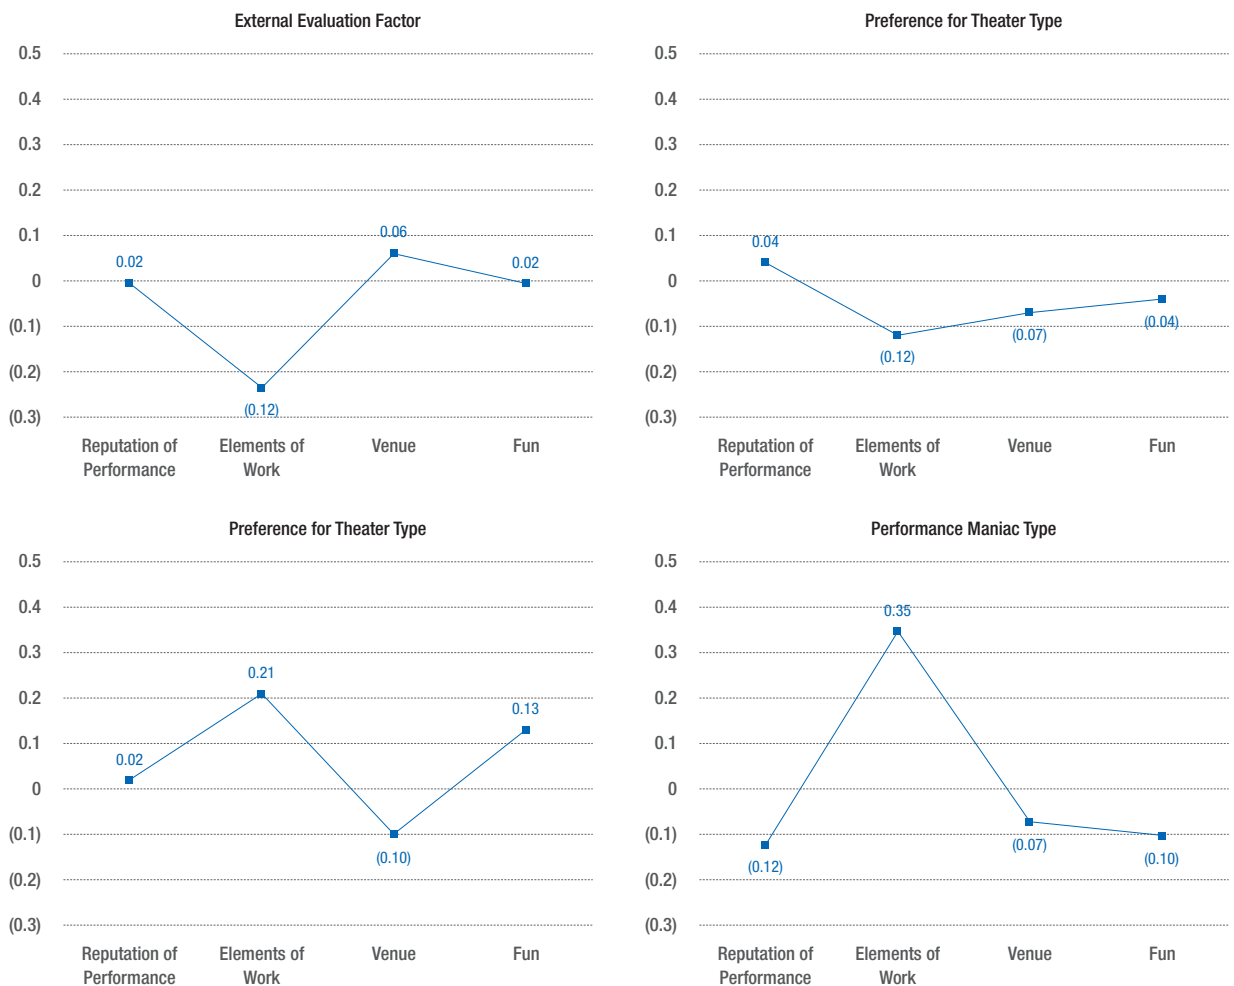 External Evaluation Factor
0.5
0.4
0.3
0.2
0.1
0
(0.1)
(0.2)
(0.3)
0.02
(0.12)
0.06
0.02
Reputation of
Performance
Elements of
Work
Venue
Fun
Preference for Theater Type
0.5
0.4
0.3
0.2
0.1
0
(0.1)
(0.2)
(0.3)
0.04
(0.12)
(0.07)
(0.04)
Reputation of
Performance
Elements of
Work
Venue
Fun
Preference for Theater Type
0.5
0.4
0.3
0.2
0.1
0
(0.1)
(0.2)
(0.3)
0.02
0.21
(0.10)
0.13
Reputation of
Performance
Elements of
Work
Venue
Fun
Performance Maniac Type
0.5
0.4
0.3
0.2
0.1
0
(0.1)
(0.2)
(0.3)
(0.12)
0.35
(0.07)
(0.10)
Reputation of
Performance
Elements of
Work
Venue
Fun